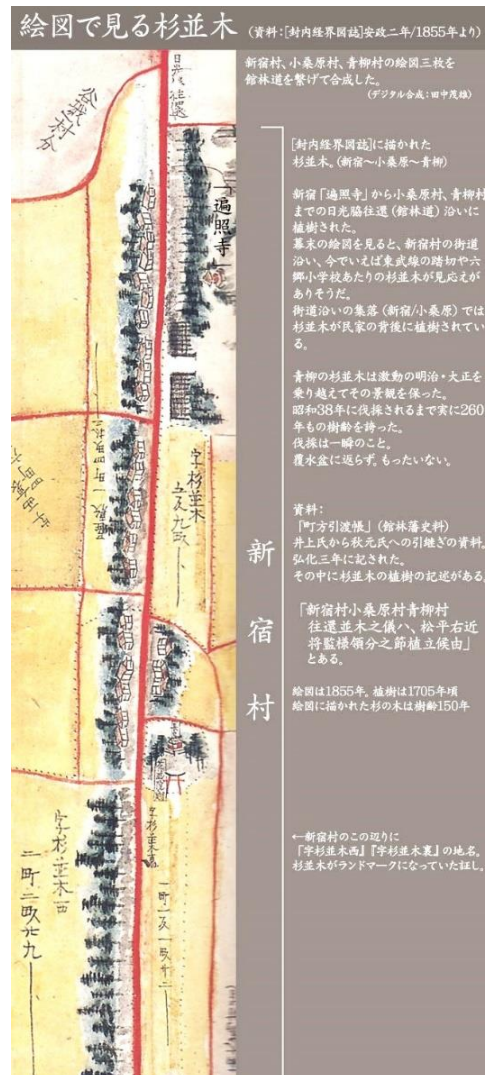 絵図で見る杉並木 (資料:[封内経界図誌]安政二年/1855年より)
新宿村、小桑原村、青柳村の絵図三枚を
館林道を繋げて合成した。
(デジタル合成:田中茂雄)
[封内経界図誌]に描かれた
杉並木。(新宿~小桑原~青柳)
新宿「遍照寺」から小桑原村、青柳村
までの日光脇往還(館林道)沿いに
植樹された。
幕末の絵図を見ると、新宿村の街道
沿い、今でいえば東武線の踏切や六
郷小学校あたりの杉並木が見応えが
ありそうだ。
街道沿いの集落(新宿/小桑原)では
杉並木が民家の背後に植樹されてい
る。
青柳の杉並木は激動の明治・大正を
乗り越えてその景観を保った。
昭和38年に伐採されるまで実に260
年もの樹齢を誇った。
伐採は一瞬のこと。
覆水盆に返らず。もったいない。
資料:
「町方引渡帳」(館林藩史料)
井上氏から秋元氏への引継ぎの資料。
弘化三年に記された。
その中に杉並木の植樹の記述がある。
「新宿村小桑原村青柳村
往還並木之儀ハ、松平右近
将監様領分之節植立候由」
とある。
絵図は1855年。植樹は1705年頃
絵図に描かれた杉の木は樹齢150年
←新宿村のこの辺りに
『字杉並木西』『字杉並木裏』の地名。
杉並木がランドマークになっていた証し。
新宿村
日光往還
谷越村分
遍照寺
字杉並木
字杉並木西
二町二畝廿九
字杉並木裏